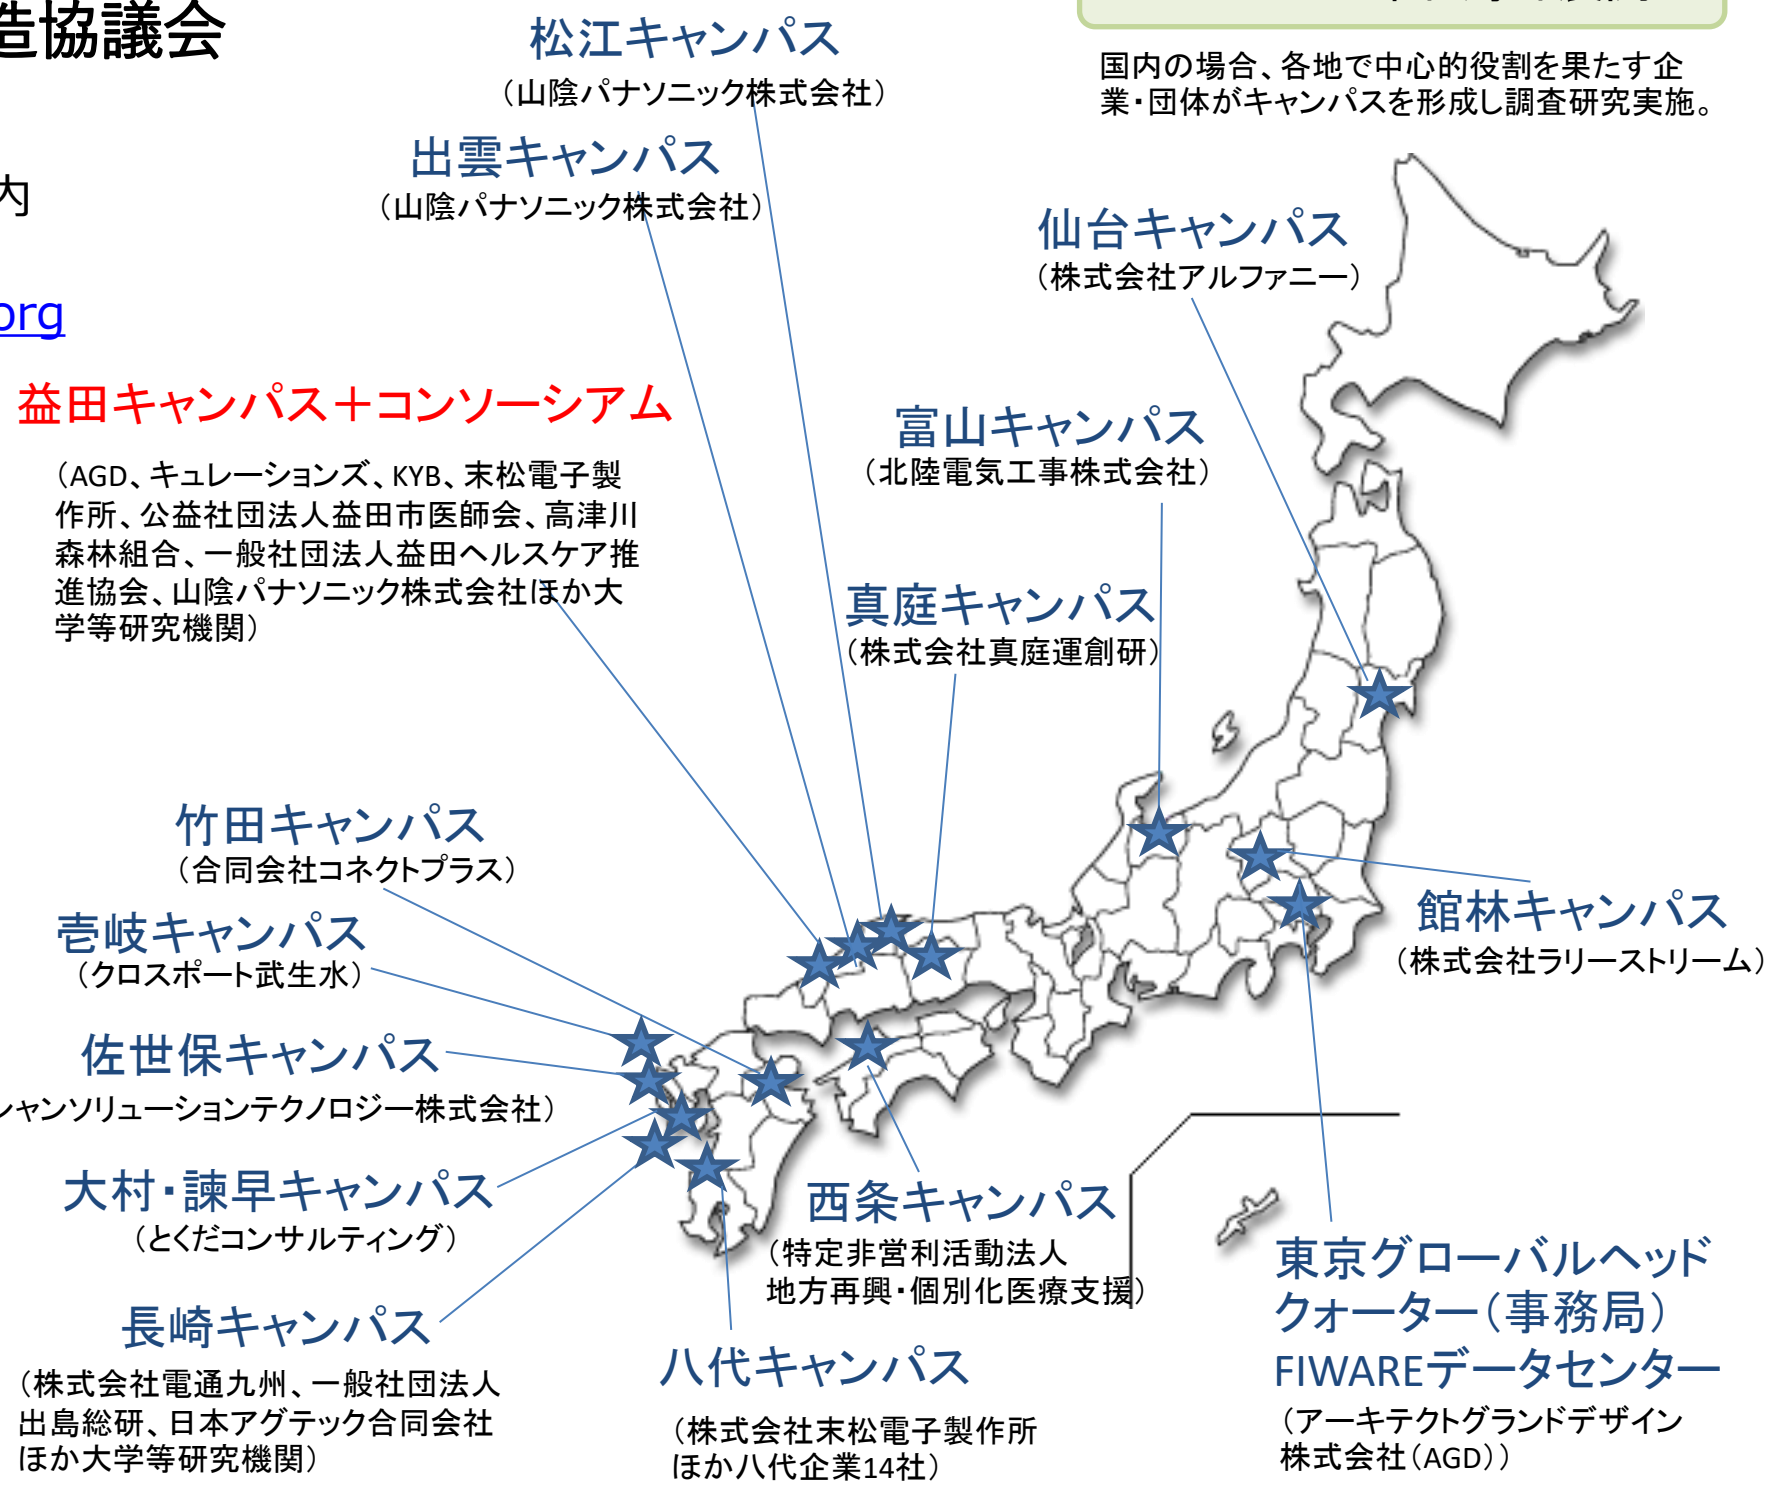 造協議会
内
org
国内の場合、各地で中心的役割を果たす企
業・団体がキャンパスを形成し調査研究実施。
松江キャンパス
（山陰パナソニック株式会社）
出雲キャンパス
（山陰パナソニック株式会社）
仙台キャンパス
（株式会社アルファニー）
益田キャンパス＋コンソーシアム
（AGD、キュレーションズ、KYB、末松電子製
作所、公益社団法人益田市医師会、高津川
森林組合、一般社団法人益田ヘルスケア推
進協会、山陰パナソニック株式会社ほか大
学等研究機関）
富山キャンパス
（北陸電気工事株式会社）
真庭キャンパス
（株式会社真庭運創研）
竹田キャンパス
（合同会社コネクトプラス）
館林キャンパス
（株式会社ラリーストリーム）
壱岐キャンパス
（クロスポート武生水）
佐世保キャンパス
シャンソリューションテクノロジー株式会社）
大村・諫早キャンパス
（とくだコンサルティング）
西条キャンパス
（特定非営利活動法人
地方再興・個別化医療支援）
長崎キャンパス
（株式会社電通九州、一般社団法人
出島総研、日本アグテック合同会社
ほか大学等研究機関）
八代キャンパス
（株式会社末松電子製作所
ほか八代企業14社）
東京グローバルヘッド
クォーター（事務局）
FIWAREデータセンター
（アーキテクトグランドデザイン
株式会社（AGD））